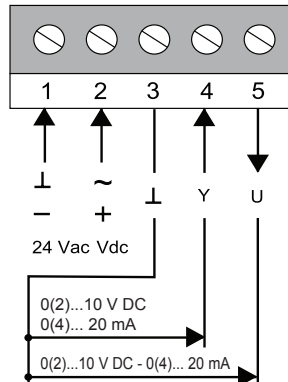 1 2 3 4 5
⊥ ~ ⊥ Y U
− +
24 Vac Vdc
0(2)...10 V DC
0(4)... 20 mA
0(2)...10 V DC - 0(4)... 20 mA